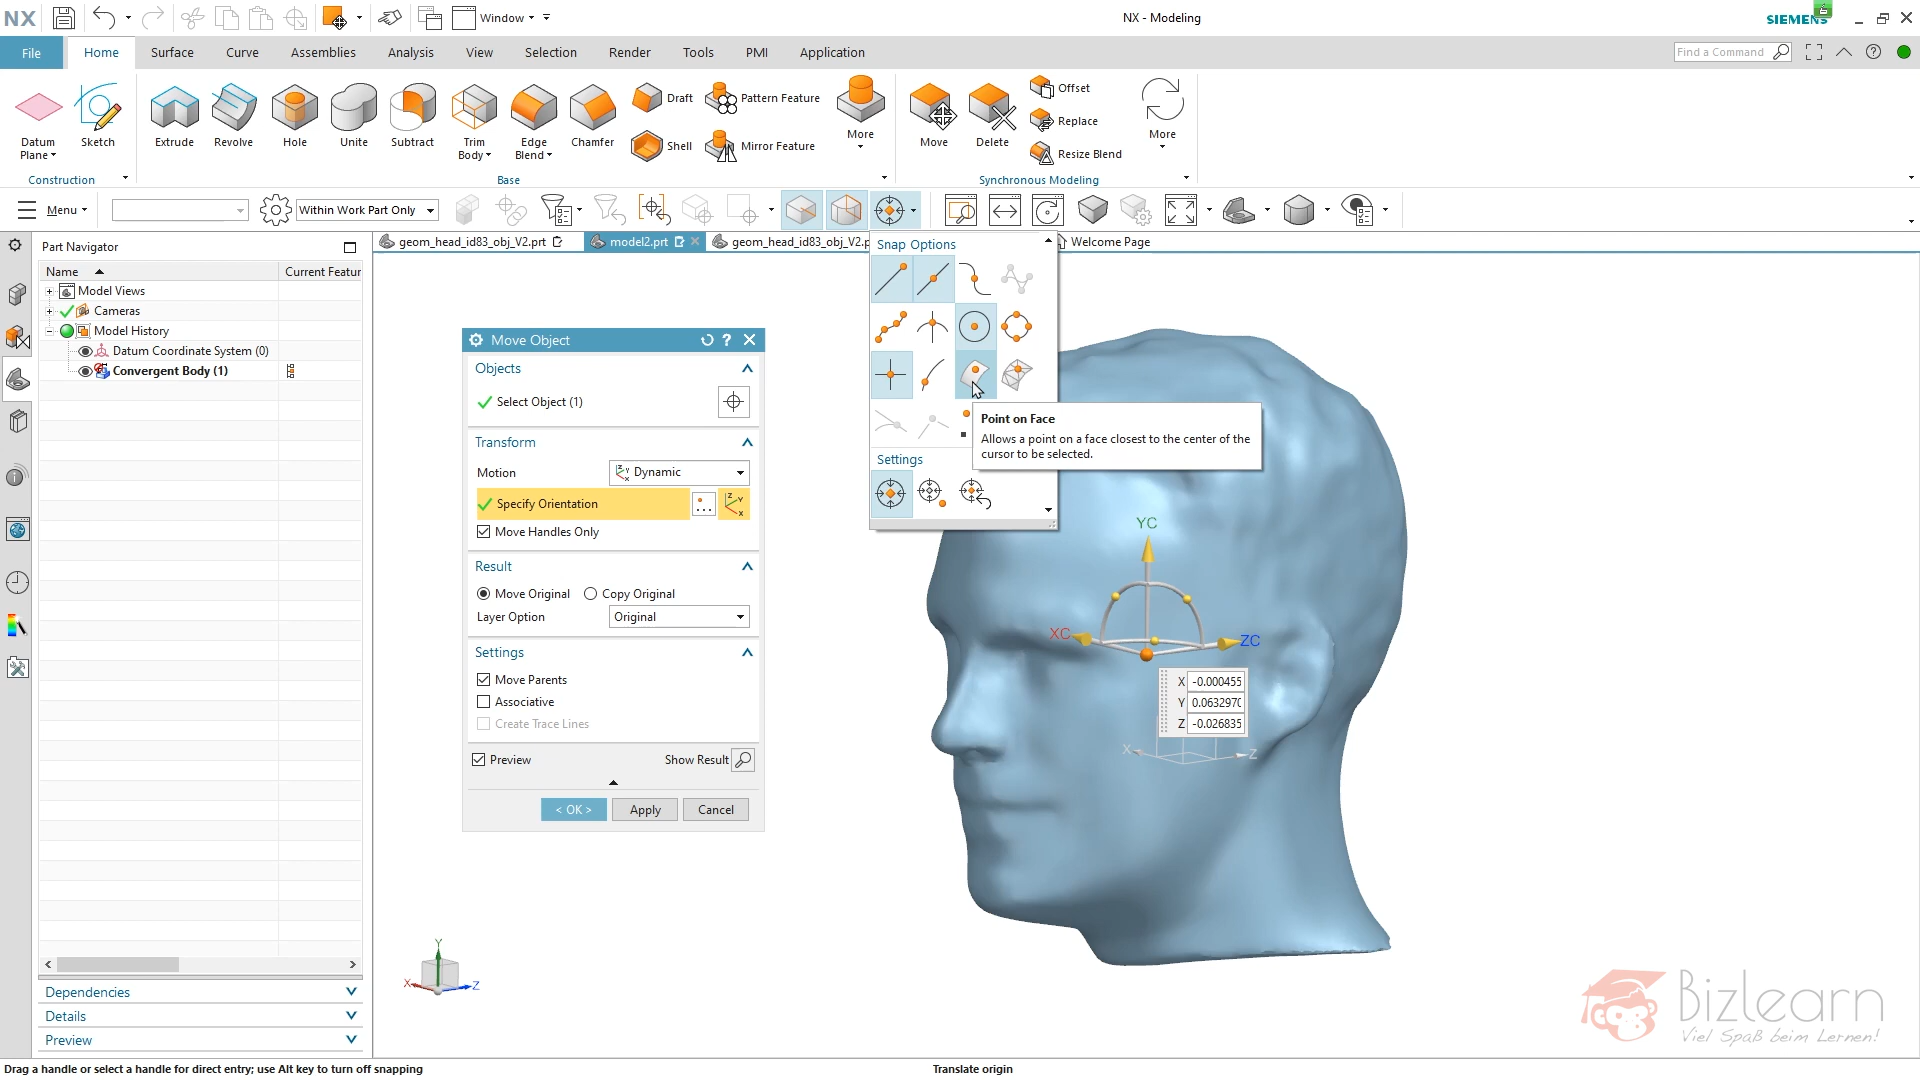 NX
Window
NX - Modeling
SIEMENS
File
Home
Surface
Curve
Assemblies
Analysis
View
Selection
Render
Tools
PMI
Application
Find a Command
Datum
Plane
Sketch
Extrude
Revolve
Hole
Unite
Subtract
Trim
Body
Edge
Blend
Chamfer
Draft
Shell
Pattern Feature
Mirror Feature
More
Move
Delete
Offset
Replace
Resize Blend
More
Construction
Base
Synchronous Modeling
Menu
Within Work Part Only
Part Navigator
geom_head_id83_obj_V2.prt
model2.prt
geom_head_id83_obj_V2.p
Welcome Page
Name
Current Featur
Model Views
Cameras
Model History
Datum Coordinate System (0)
Convergent Body (1)
Snap Options
Point on Face
Allows a point on a face closest to the center of the
cursor to be selected.
Settings
Move Object
Objects
Select Object (1)
Transform
Motion
Dynamic
Specify Orientation
Move Handles Only
Result
Move Original
Copy Original
Layer Option
Original
Settings
Move Parents
Associative
Create Trace Lines
Preview
Show Result
< OK >
Apply
Cancel
YC
XC
ZC
X -0.000455
Y 0.063297(
Z -0.026835
X
Z
Y
X
Z
Dependencies
Details
Preview
Bizlearn
Viel Spaß beim Lernen!
Drag a handle or select a handle for direct entry; use Alt key to turn off snapping
Translate origin